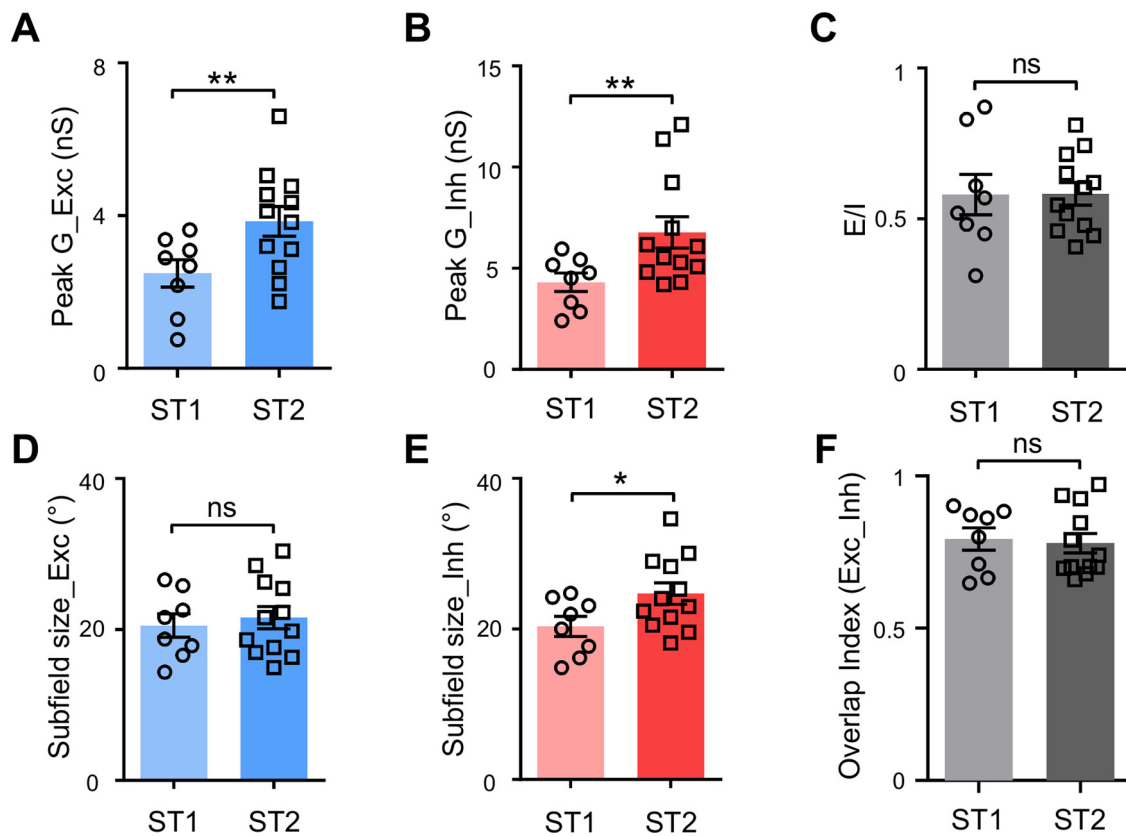 A
Peak G_Exc (nS)
8
4
0
**
ST1
ST2
B
Peak G_Inh (nS)
15
10
5
0
**
ST1
ST2
C
E/I
1
0.5
0
ns
ST1
ST2
D
Subfield size_Exc (°)
40
20
0
ns
ST1
ST2
E
Subfield size_Inh (°)
40
20
0
*
ST1
ST2
F
Overlap Index (Exc_Inh)
1
0.5
0
ns
ST1
ST2